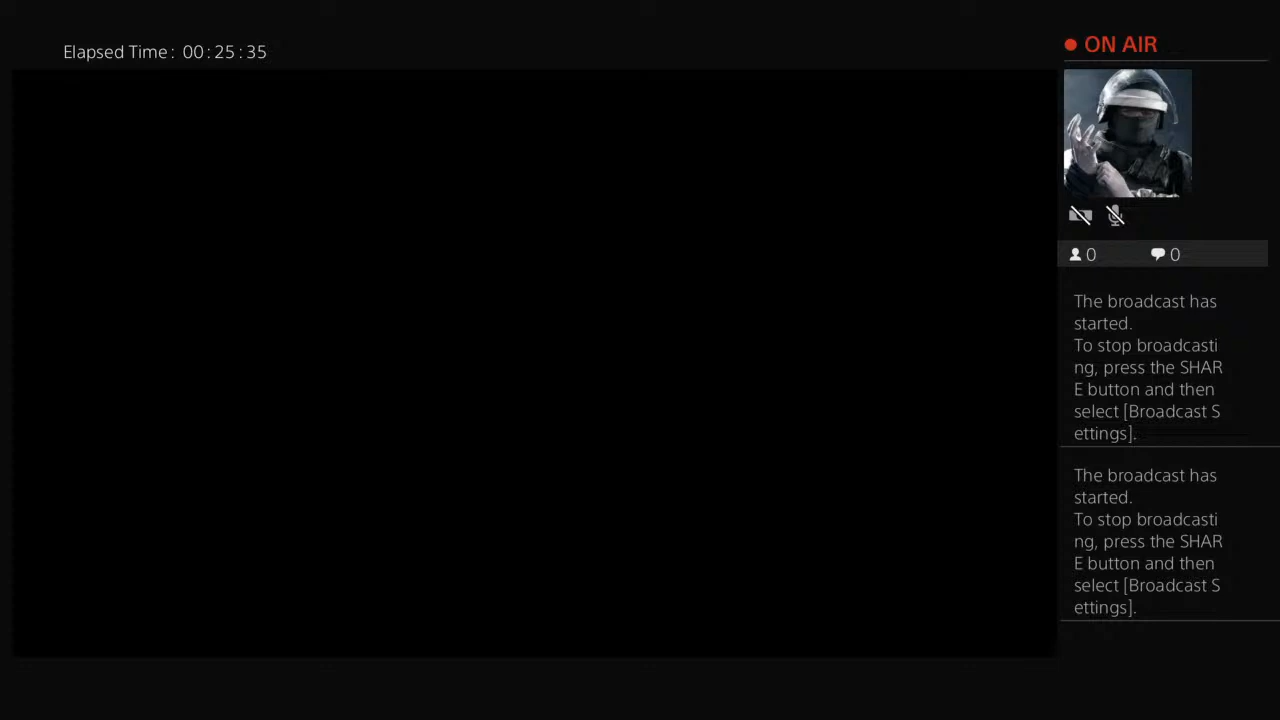 Elapsed Time: 00:25:35
ON AIR
0 0
The broadcast has
started.
To stop broadcasti
ng, press the SHAR
E button and then
select [Broadcast S
ettings].
The broadcast has
started.
To stop broadcasti
ng, press the SHAR
E button and then
select [Broadcast S
ettings].